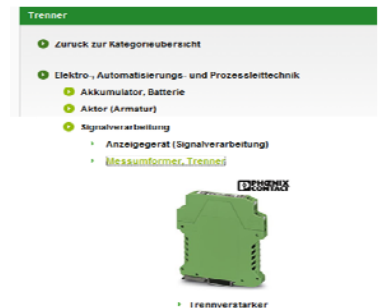 Trenner
Zurück zur Kategorieübersicht
Elektro-, Automatisierungs- und Prozessleittechnik
Akkumulator, Batterie
Aktor (Armatur)
Signalverarbeitung
Anzeigegerät (Signalverarbeitung)
Messumformer, Trenner
PHŒNIX
CONTACT
Trennverstärker